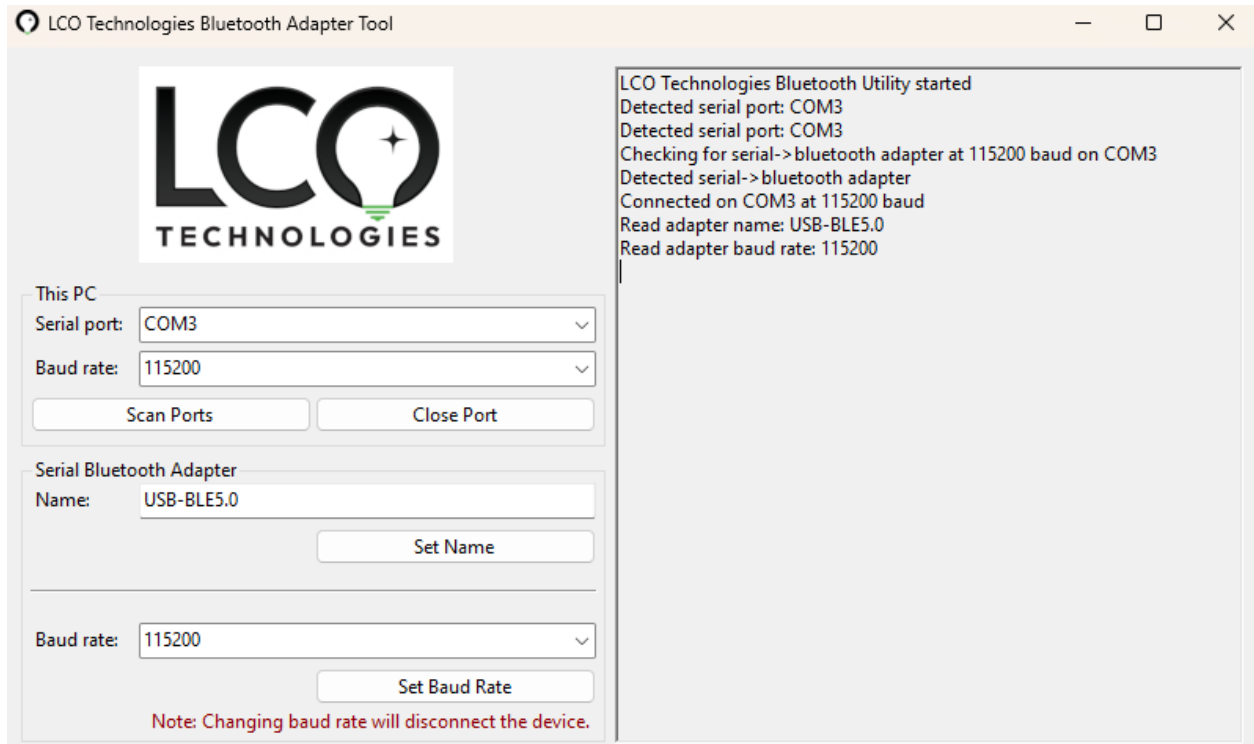 LCO Technologies Bluetooth Adapter Tool
LCO
TECHNOLOGIES
This PC
Serial port: COM3
Baud rate: 115200
Scan Ports Close Port
Serial Bluetooth Adapter
Name: USB-BLE5.0
Set Name
Baud rate: 115200
Set Baud Rate
Note: Changing baud rate will disconnect the device.
LCO Technologies Bluetooth Utility started
Detected serial port: COM3
Detected serial port: COM3
Checking for serial->bluetooth adapter at 115200 baud on COM3
Detected serial->bluetooth adapter
Connected on COM3 at 115200 baud
Read adapter name: USB-BLE5.0
Read adapter baud rate: 115200